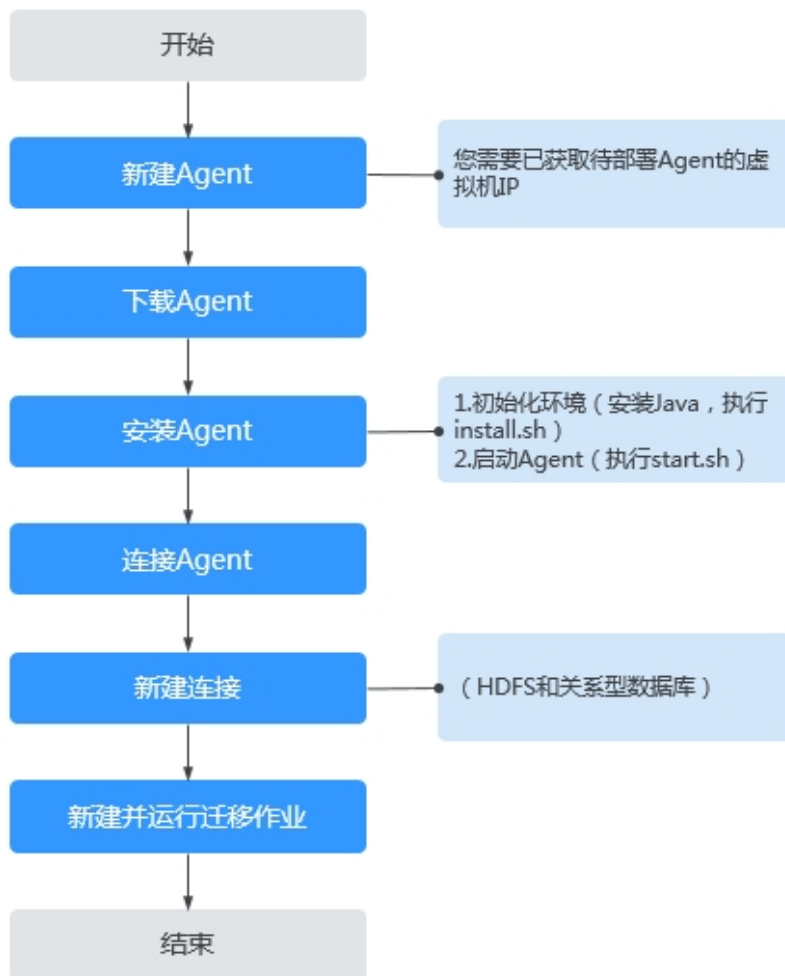 开始
新建Agent
您需要已获取待部署Agent的虚
拟机IP
下载Agent
安装Agent
1.初始化环境（安装Java，执行
install.sh）
2.启动Agent（执行start.sh）
连接Agent
新建连接
（HDFS和关系型数据库）
新建并运行迁移作业
结束